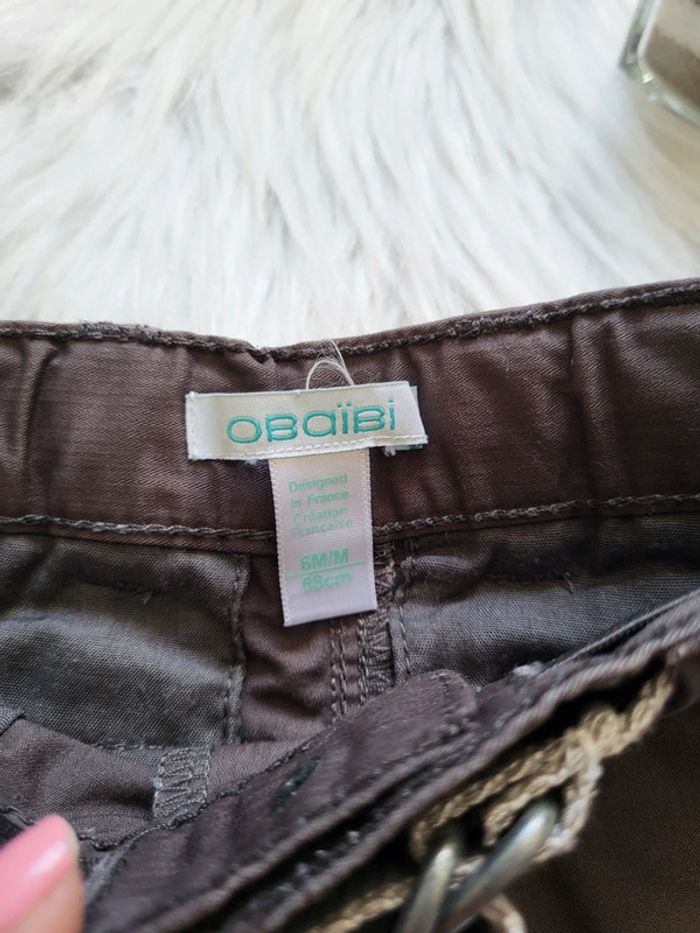 obaïbi
Designed
in France
Création
Française
6M/M
68cm